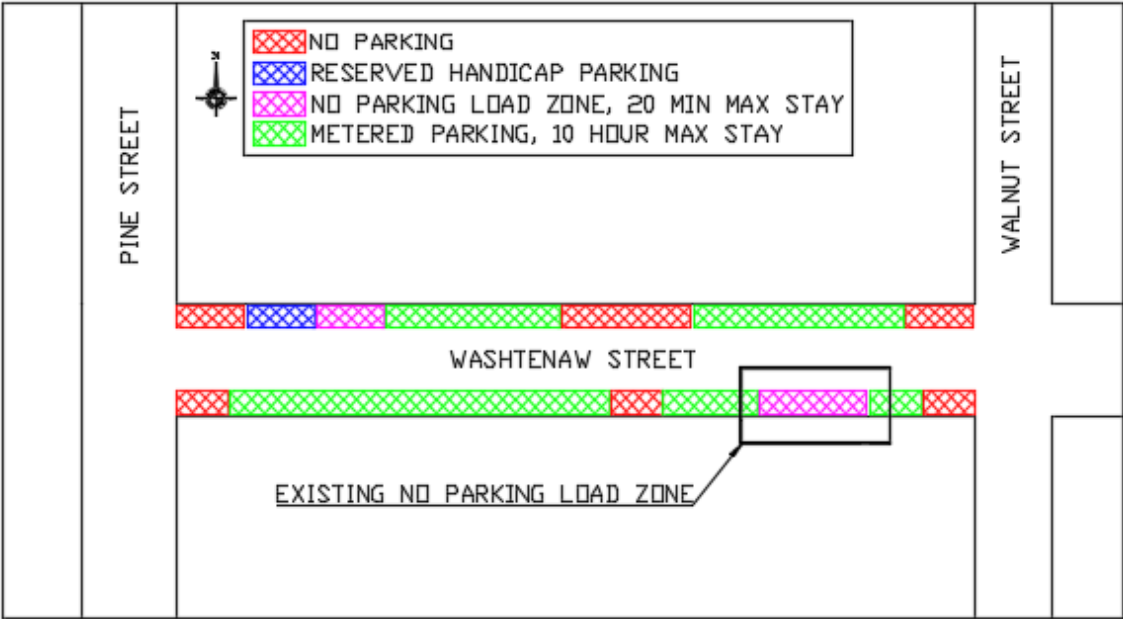 N
NO PARKING
RESERVED HANDICAP PARKING
NO PARKING LOAD ZONE, 20 MIN MAX STAY
METERED PARKING, 10 HOUR MAX STAY
PINE STREET
WALNUT STREET
WASHTENAW STREET
EXISTING NO PARKING LOAD ZONE